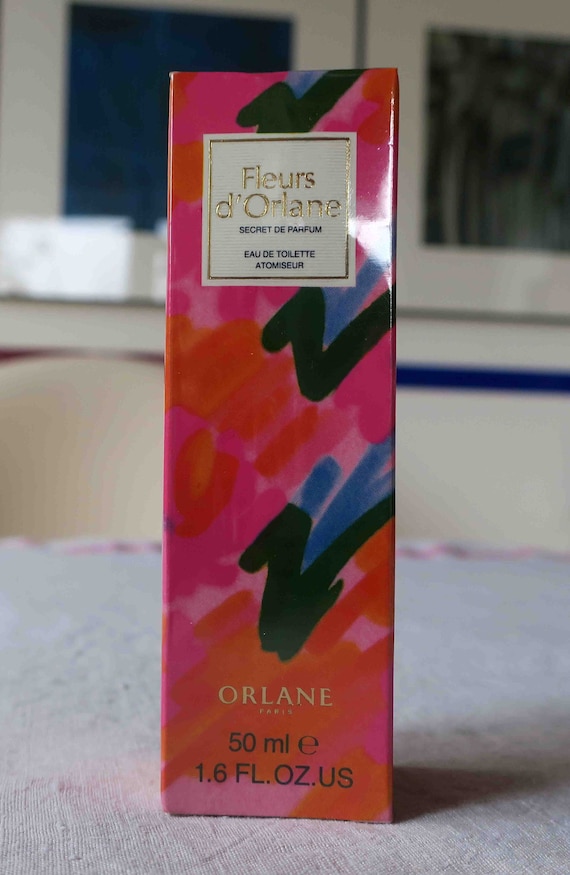 Fleurs
d'Orlane
SECRET DE PARFUM
EAU DE TOILETTE
ATOMISEUR
ORLANE
PARIS
50 ml ℮
1.6 FL.OZ.US